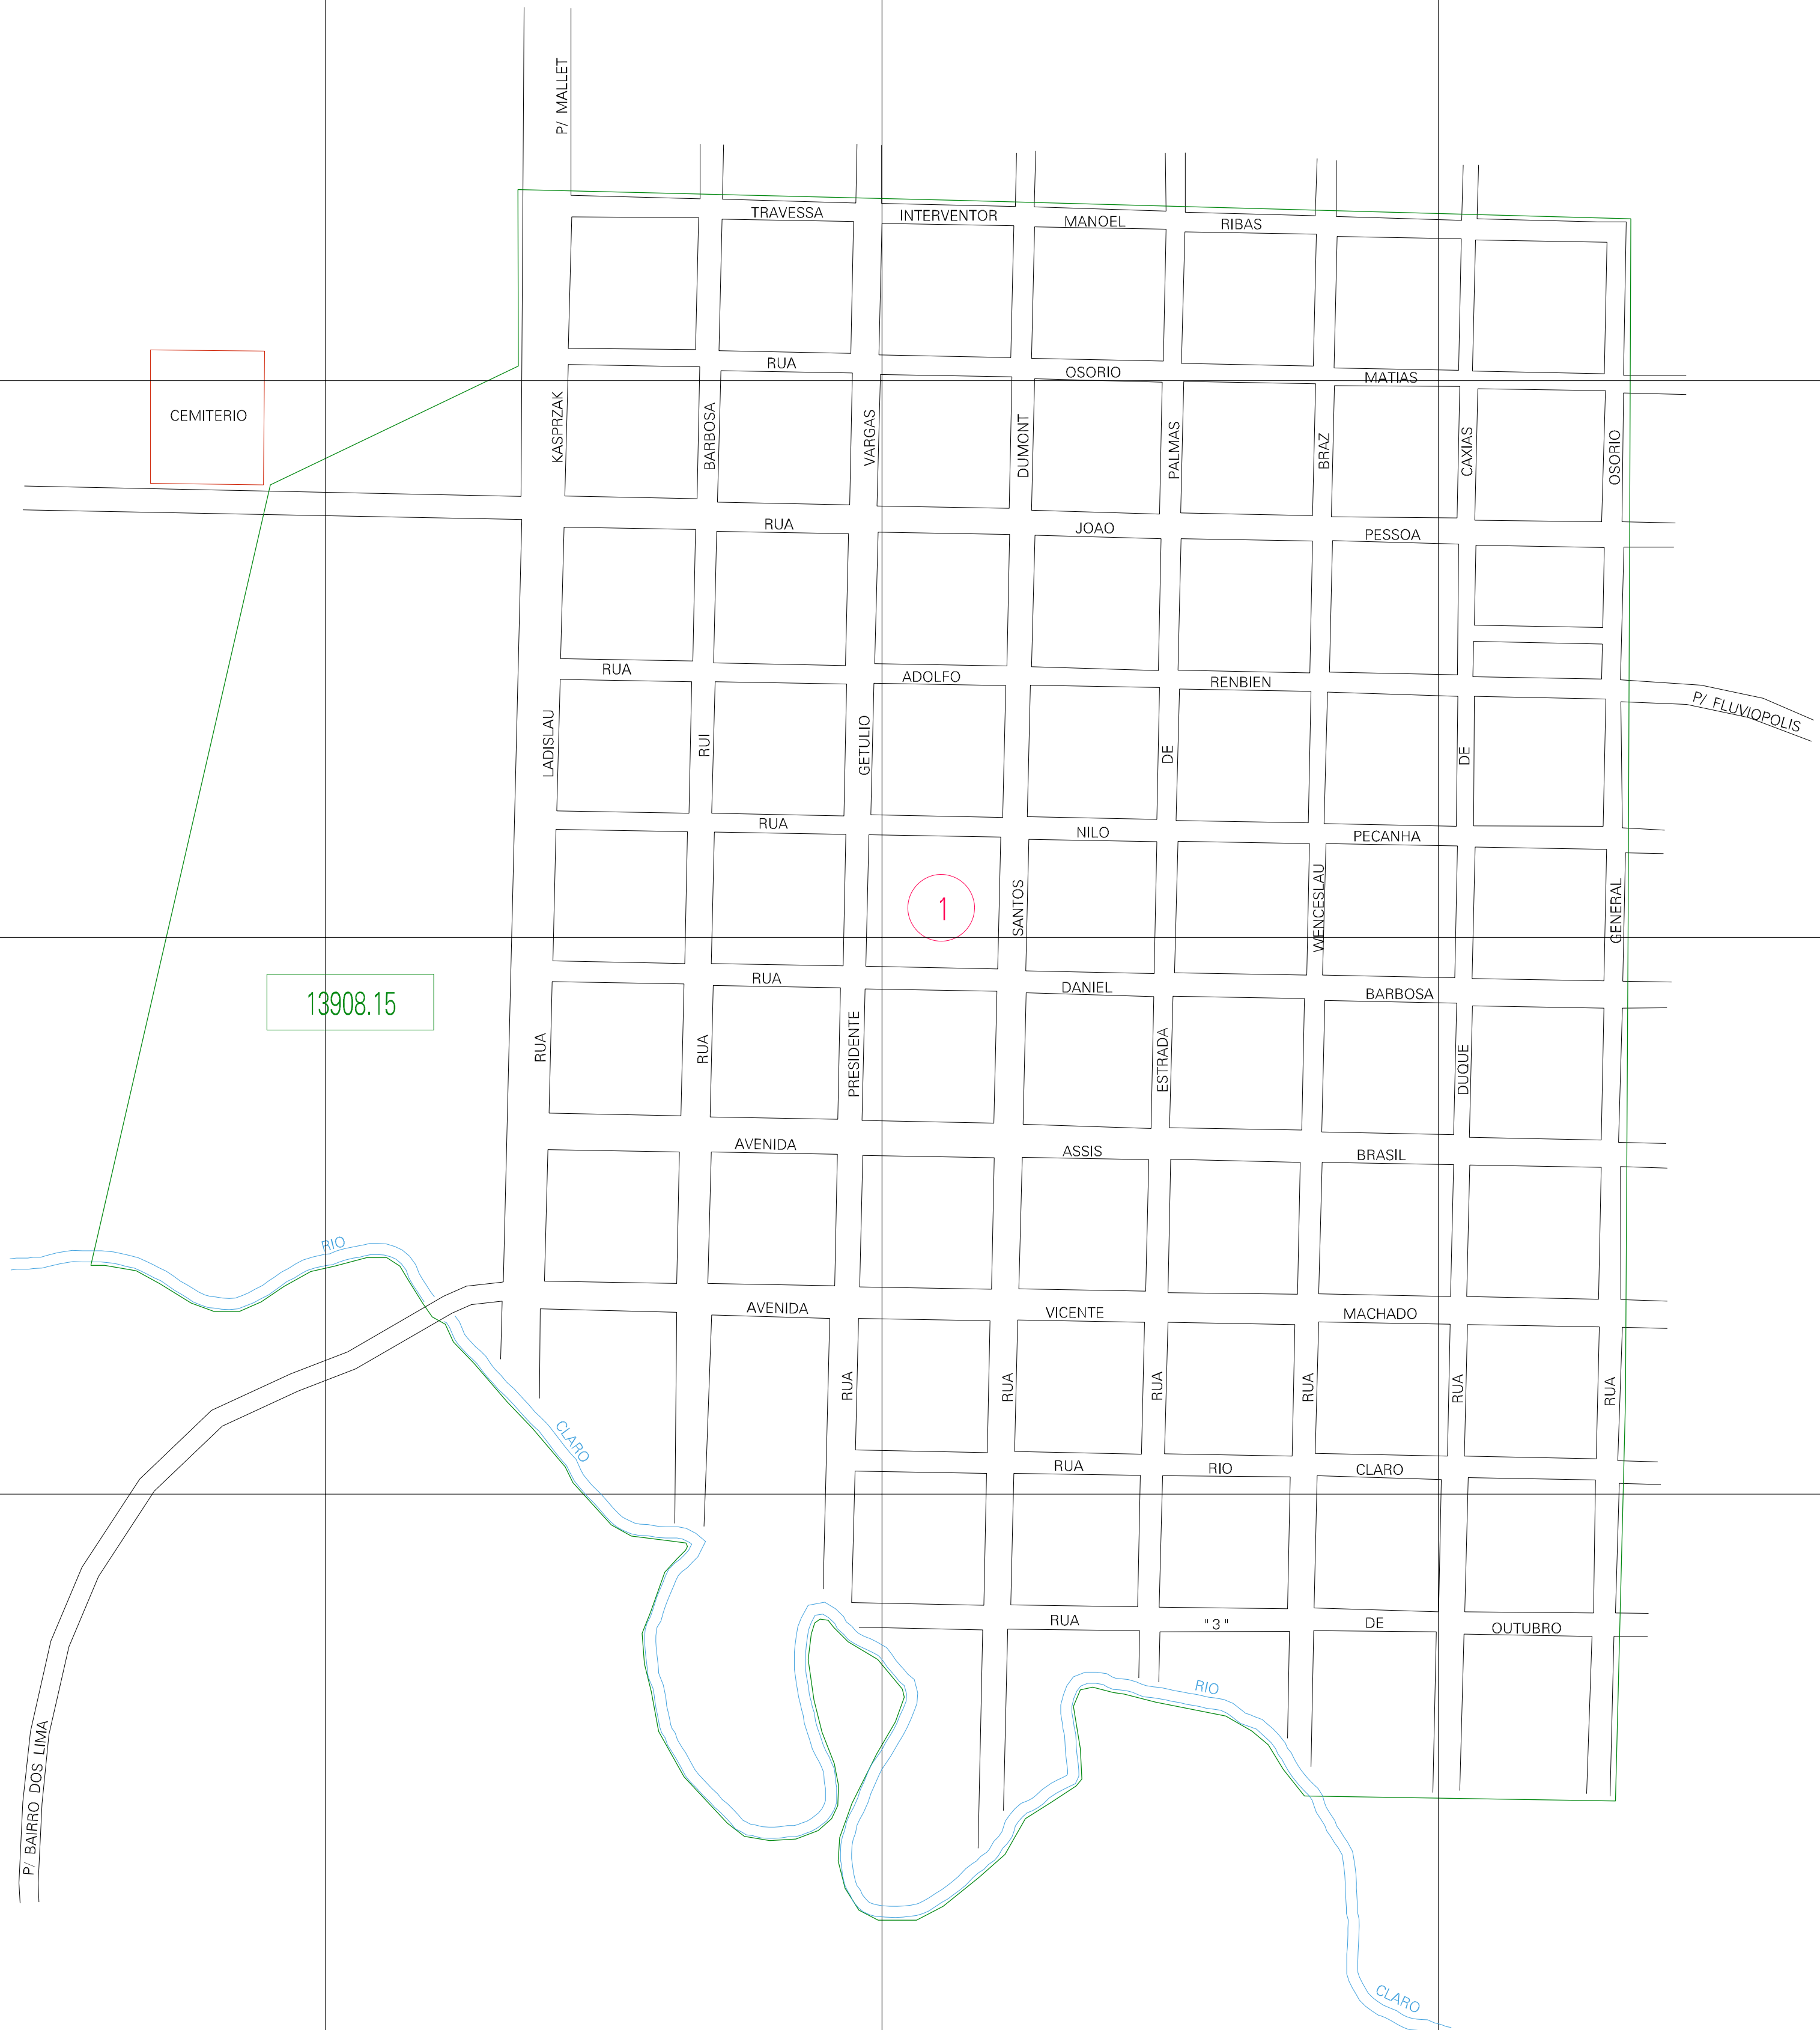 P/ MALLET
TRAVESSA INTERVENTOR MANOEL RIBAS
RUA OSORIO MATIAS
CEMITERIO
KASPRZAK
BARBOSA
VARGAS
DUMONT
PALMAS
BRAZ
CAXIAS
OSORIO
RUA JOAO PESSOA
RUA ADOLFO RENBIEN
P/ FLUVIOPOLIS
LADISLAU
RUI
GETULIO
DE
DE
RUA NILO PECANHA
1
SANTOS
WENCESLAU
GENERAL
13908.15
RUA DANIEL BARBOSA
RUA
RUA
PRESIDENTE
ESTRADA
DUQUE
AVENIDA ASSIS BRASIL
RIO
AVENIDA VICENTE MACHADO
RUA
RUA
RUA
RUA
RUA
RUA
CLARO
RUA RIO CLARO
RUA "3" DE OUTUBRO
RIO
P/ BAIRRO DOS LIMA
CLARO